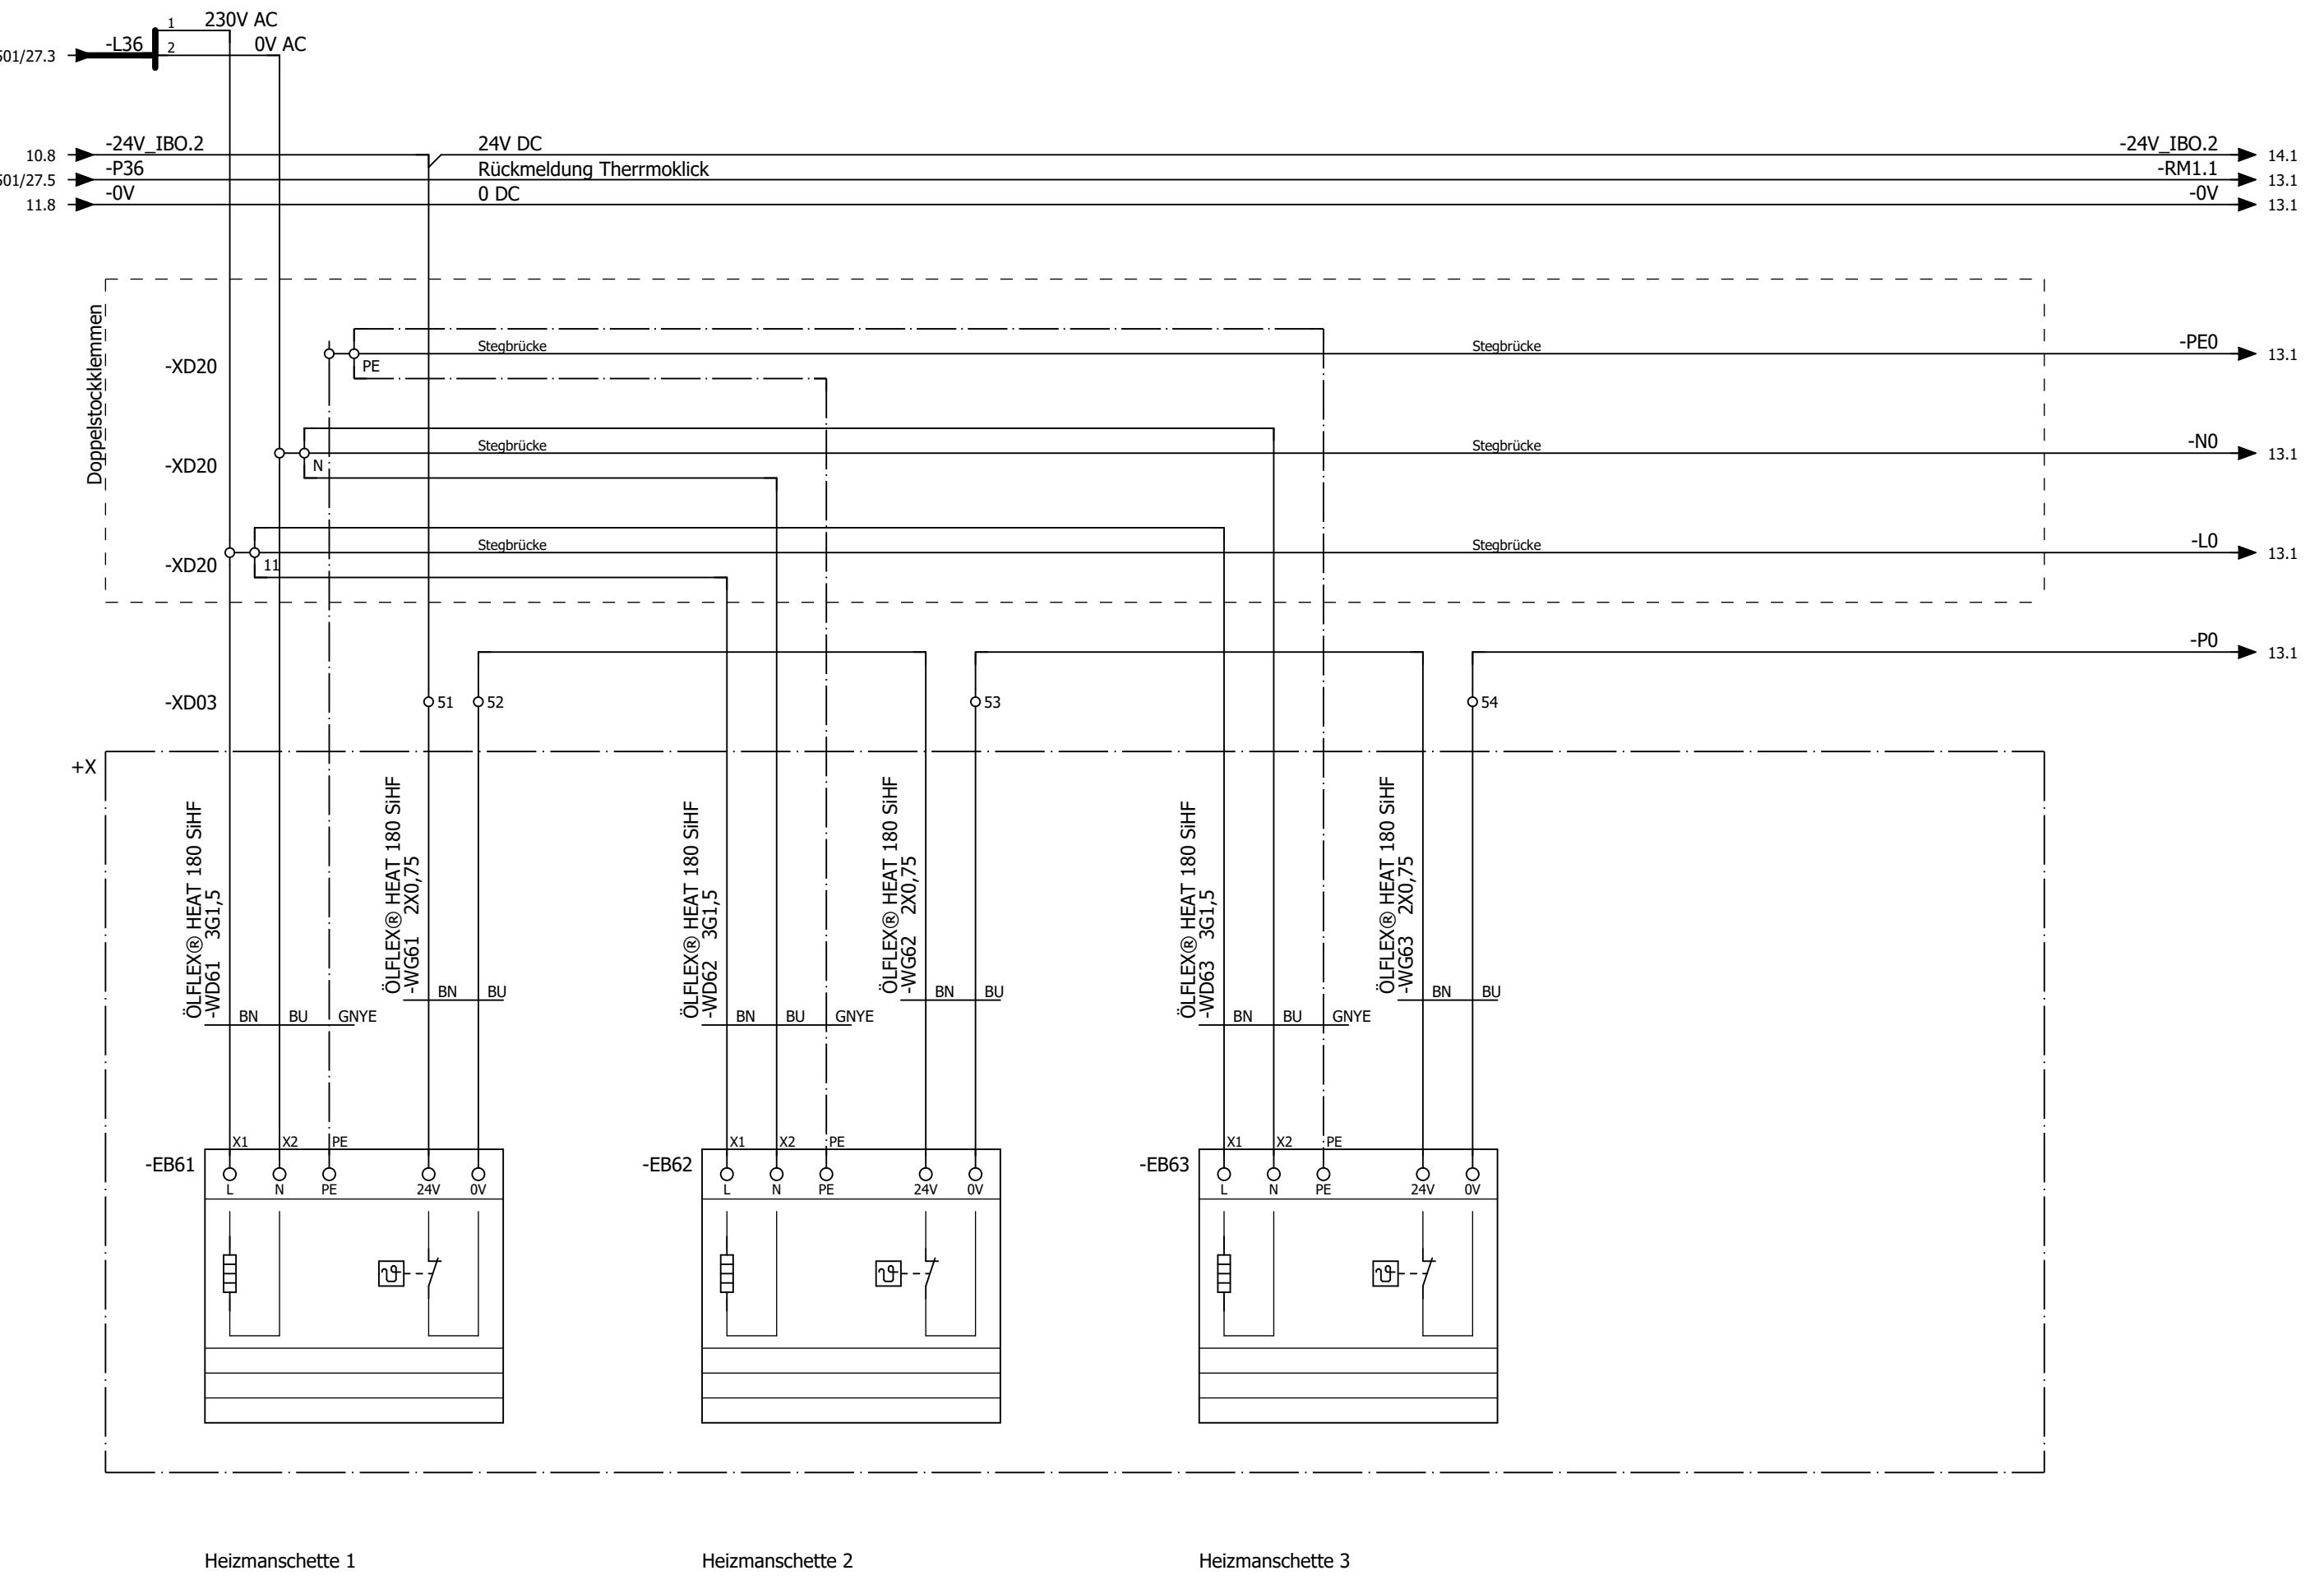 1 230V AC
-L36 2 0V AC
501/27.3
-24V_IBO.2 24V DC -24V_IBO.2
10.8 14.1
-P36 Rückmeldung Therrmoklick -RM1.1
501/27.5 13.1
-0V 0 DC -0V
11.8 13.1
Doppelstockklemmen
Stegbrücke Stegbrücke -PE0
-XD20 PE 13.1
Stegbrücke Stegbrücke -N0
-XD20 N 13.1
Stegbrücke Stegbrücke -L0
-XD20 11 13.1
-P0
13.1
-XD03 51 52 53 54
+X
ÖLFLEX® HEAT 180 SiHF
-WD61 3G1,5
ÖLFLEX® HEAT 180 SiHF
-WG61 2X0,75
ÖLFLEX® HEAT 180 SiHF
-WD62 3G1,5
ÖLFLEX® HEAT 180 SiHF
-WG62 2X0,75
ÖLFLEX® HEAT 180 SiHF
-WD63 3G1,5
ÖLFLEX® HEAT 180 SiHF
-WG63 2X0,75
BN BU BN BU BN BU
BN BU GNYE BN BU GNYE BN BU GNYE
X1 X2 PE X1 X2 PE X1 X2 PE
-EB61 -EB62 -EB63
L N PE 24V 0V L N PE 24V 0V L N PE 24V 0V
ϑ ϑ ϑ
Heizmanschette 1 Heizmanschette 2 Heizmanschette 3